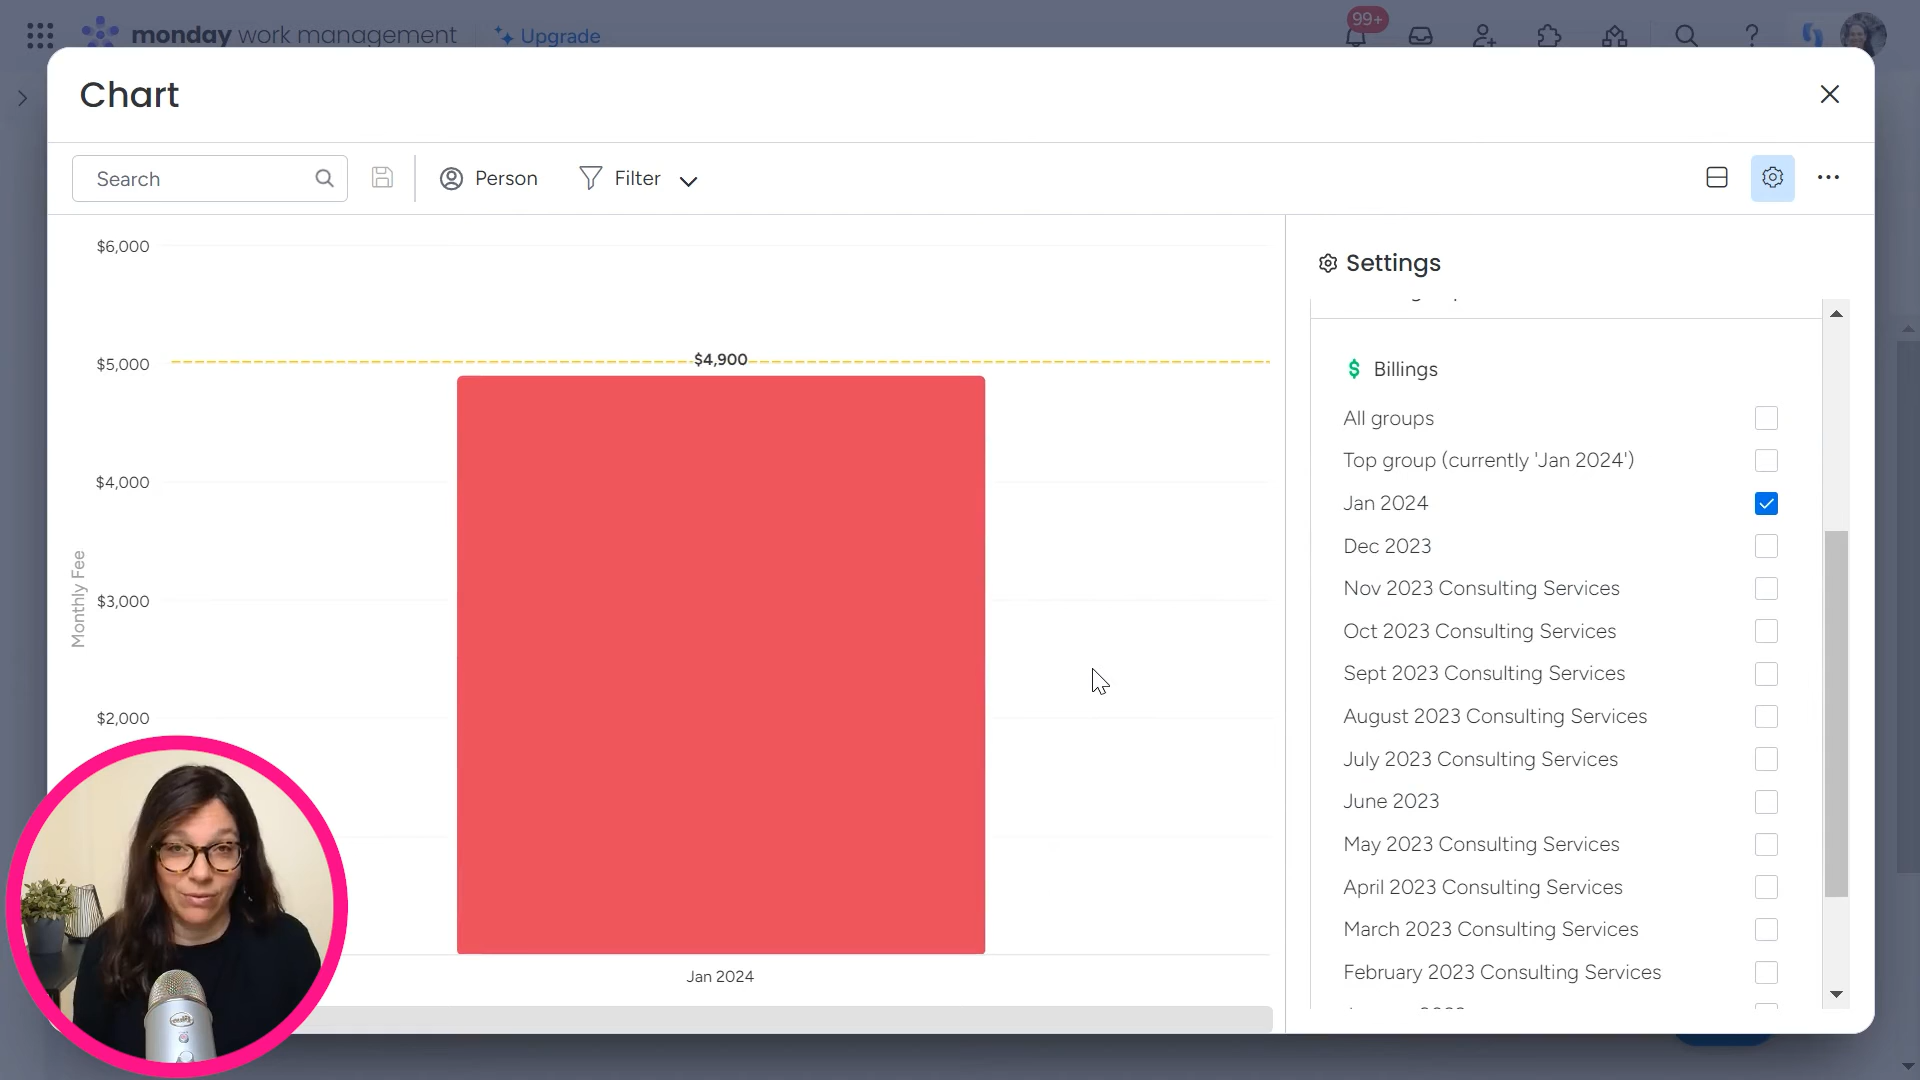 monday work management
Upgrade
99+
Chart
Search
Person
Filter
$6,000
$5,000
$4,900
$4,000
$3,000
$2,000
Monthly Fee
Jan 2024
Settings
Billings
All groups
Top group (currently 'Jan 2024')
Jan 2024
Dec 2023
Nov 2023 Consulting Services
Oct 2023 Consulting Services
Sept 2023 Consulting Services
August 2023 Consulting Services
July 2023 Consulting Services
June 2023
May 2023 Consulting Services
April 2023 Consulting Services
March 2023 Consulting Services
February 2023 Consulting Services